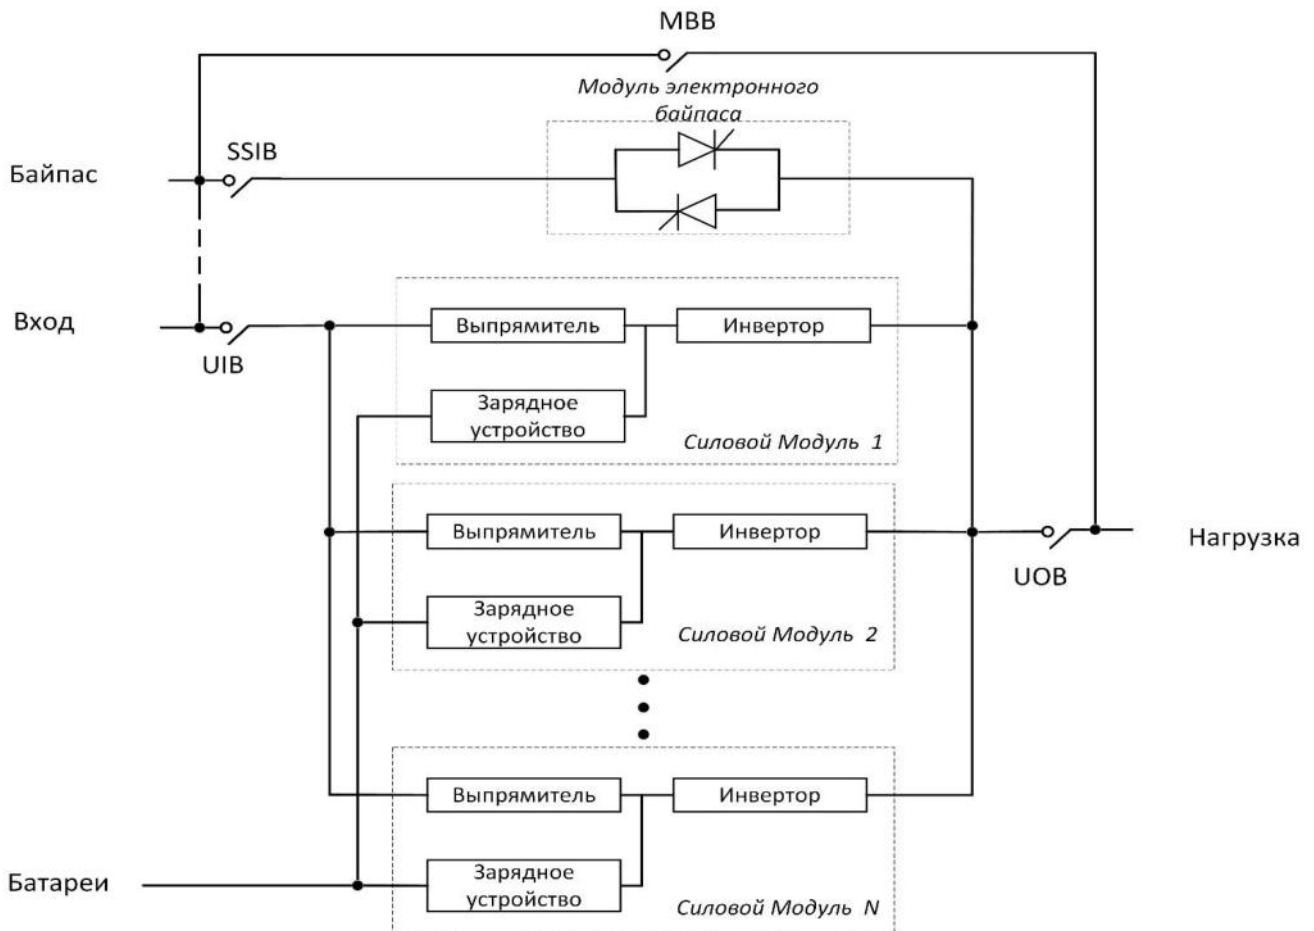 MBB
Модуль электронного
байпаса
SSIB
Байпас
Вход
UIB
Выпрямитель
Инвертор
Зарядное
устройство
Силовой Модуль 1
Выпрямитель
Инвертор
Нагрузка
UOB
Зарядное
устройство
Силовой Модуль 2
Выпрямитель
Инвертор
Батареи
Зарядное
устройство
Силовой Модуль N